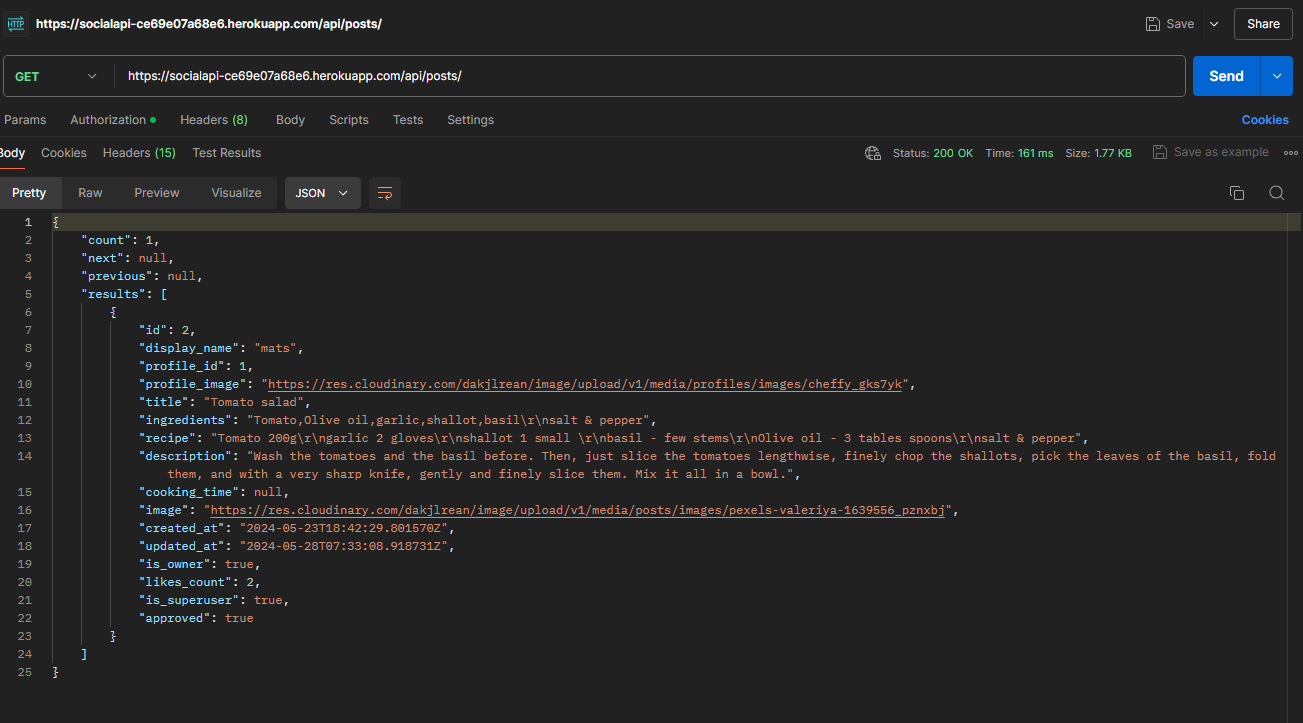 HTTP https://socialapi-ce69e07a68e6.herokuapp.com/api/posts/ Save Share
GET https://socialapi-ce69e07a68e6.herokuapp.com/api/posts/ Send
Params Authorization Headers (8) Body Scripts Tests Settings Cookies
Body Cookies Headers (15) Test Results Status: 200 OK Time: 161 ms Size: 1.77 KB Save as example
Pretty Raw Preview Visualize JSON
1 {
2 "count": 1,
3 "next": null,
4 "previous": null,
5 "results": [
6 {
7 "id": 2,
8 "display_name": "mats",
9 "profile_id": 1,
10 "profile_image": "https://res.cloudinary.com/dakjlrean/image/upload/v1/media/profiles/images/cheffy_gks7yk",
11 "title": "Tomato salad",
12 "ingredients": "Tomato,Olive oil,garlic,shallot,basil\r\nsalt & pepper",
13 "recipe": "Tomato 200g\r\ngarlic 2 gloves\r\nshallot 1 small \r\nbasil - few stems\r\nOlive oil - 3 tables spoons\r\nsalt & pepper",
14 "description": "Wash the tomatoes and the basil before. Then, just slice the tomatoes lengthwise, finely chop the shallots, pick the leaves of the basil, fold
them, and with a very sharp knife, gently and finely slice them. Mix it all in a bowl.",
15 "cooking_time": null,
16 "image": "https://res.cloudinary.com/dakjlrean/image/upload/v1/media/posts/images/pexels-valeriya-1639556_pznxbj",
17 "created_at": "2024-05-23T18:42:29.801570Z",
18 "updated_at": "2024-05-28T07:33:08.918731Z",
19 "is_owner": true,
20 "likes_count": 2,
21 "is_superuser": true,
22 "approved": true
23 }
24 ]
25 }